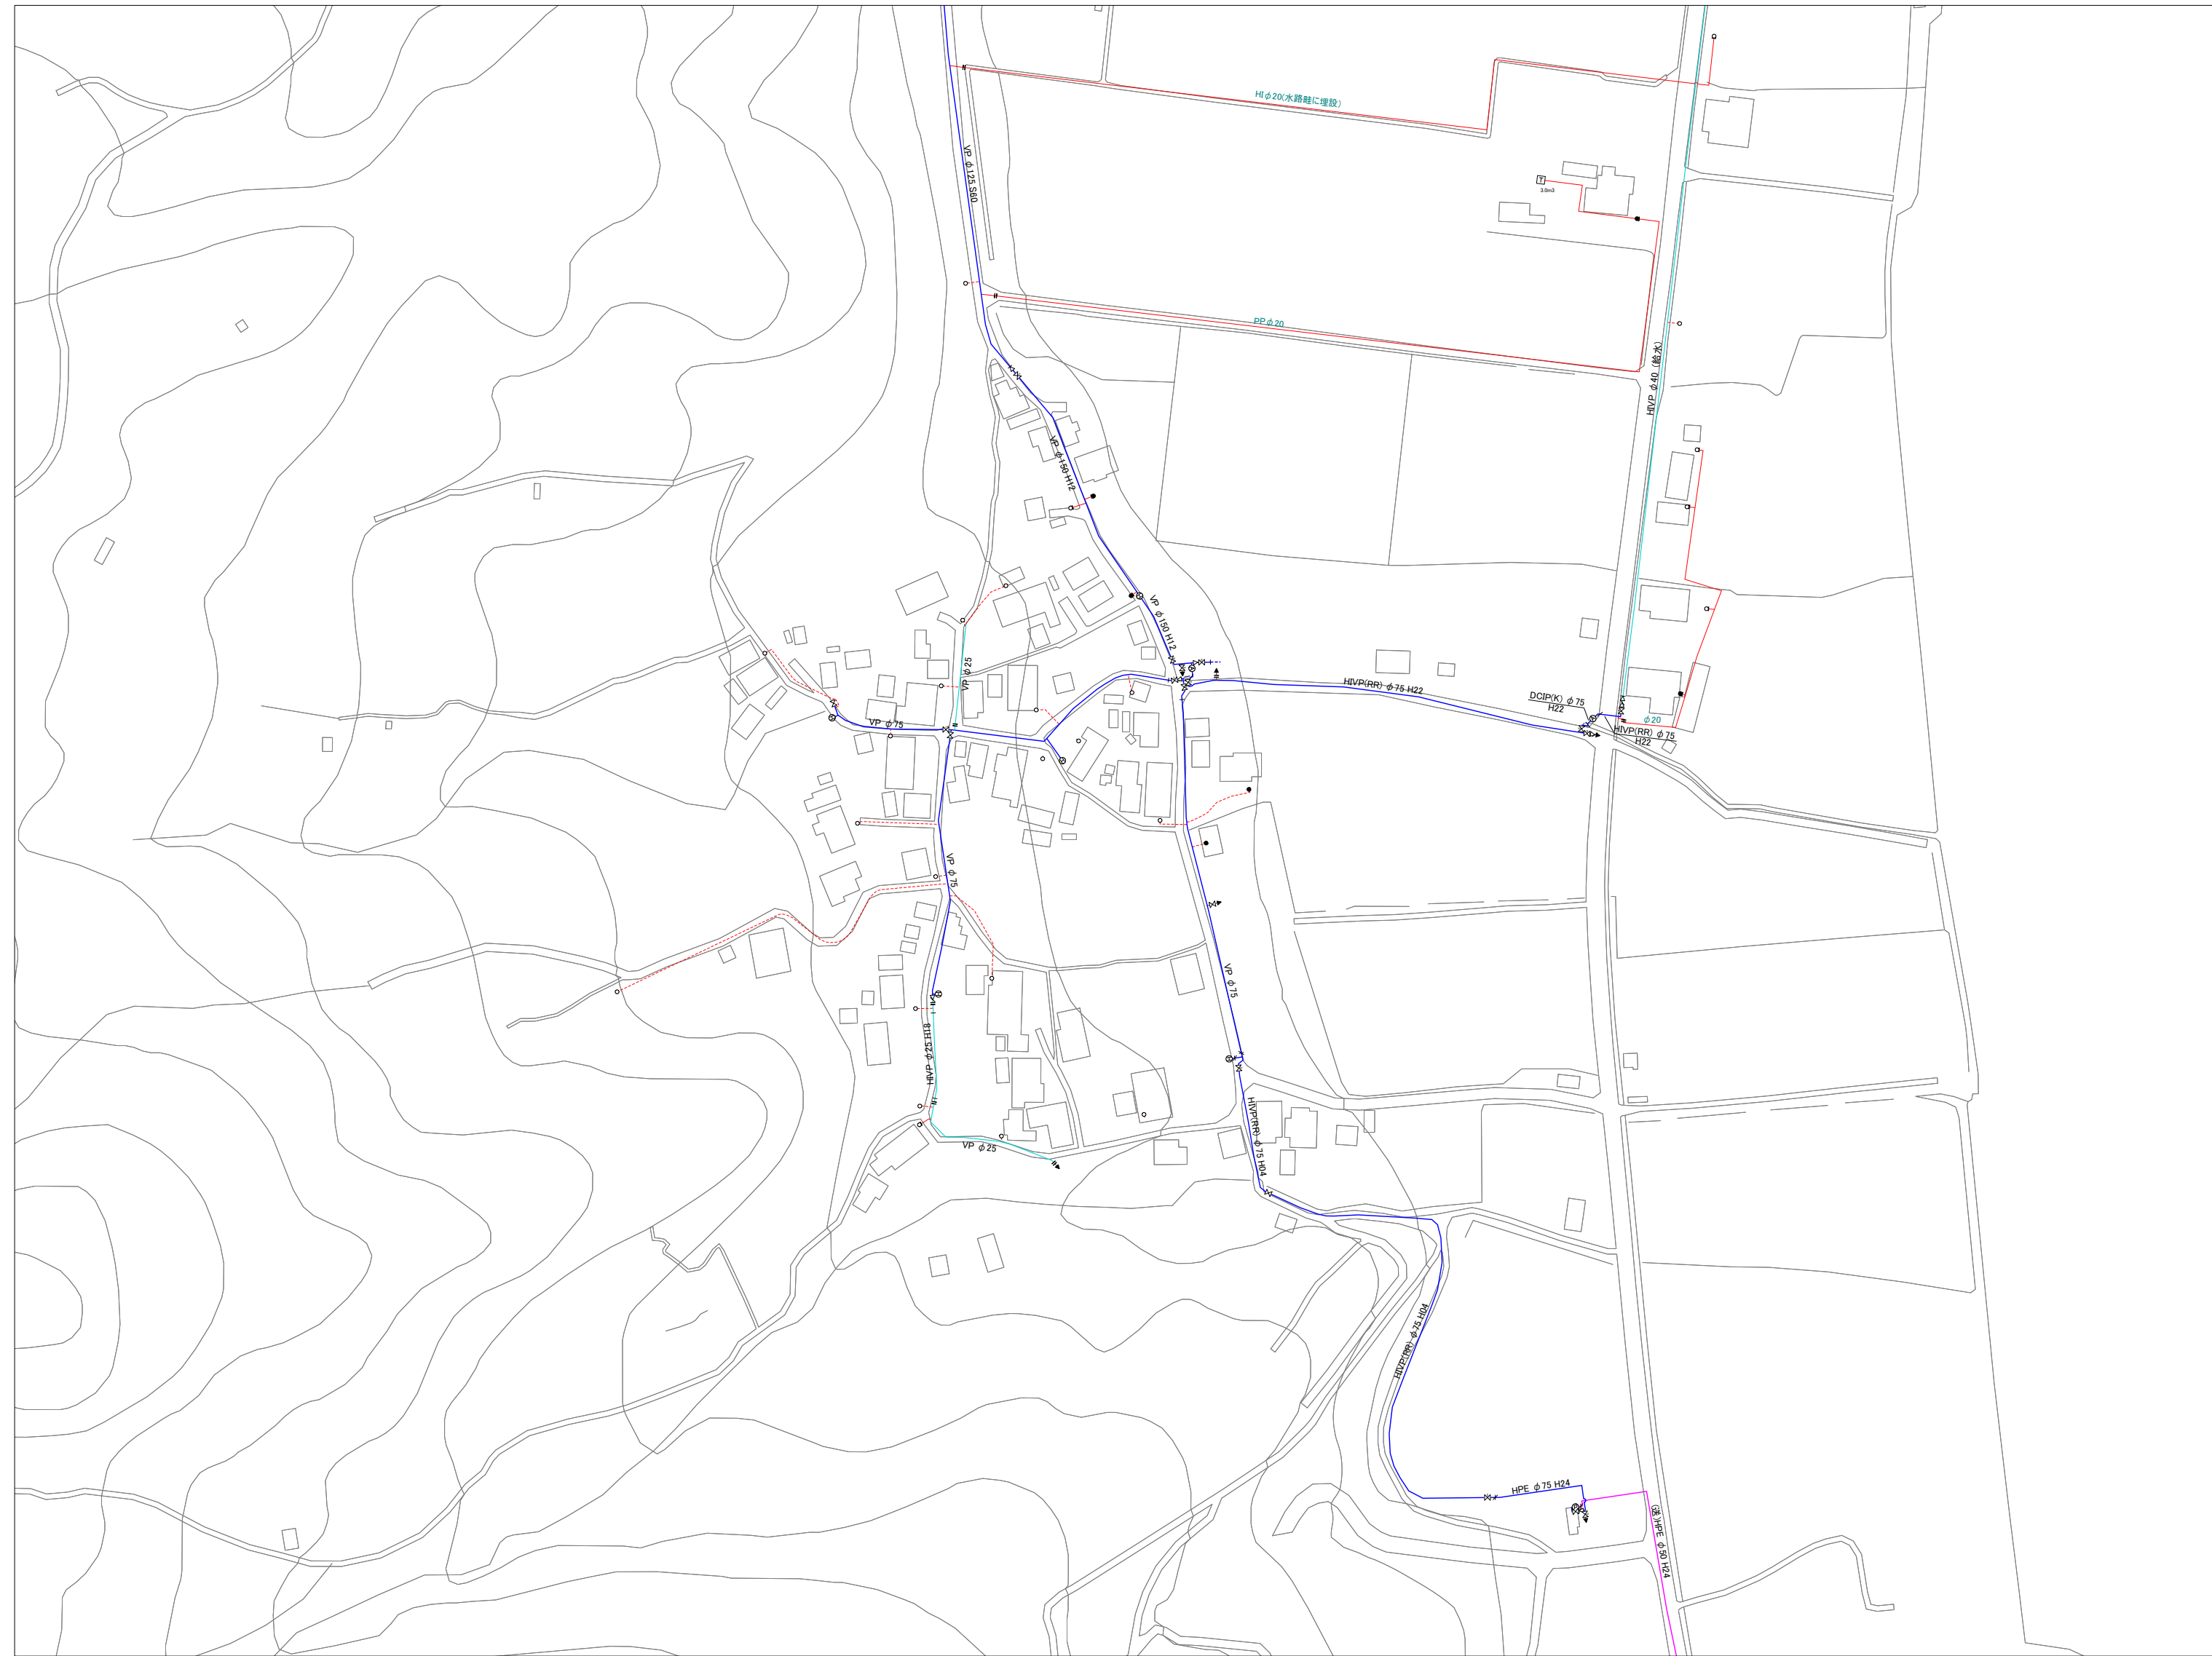 HIφ20(水路畦に埋設)
VP φ125 S60
T
3.0m3
PPφ20
HIVP φ40 (給水)
VP φ150 H12
VP φ150 H12
VP φ25
HIVP(RR) φ75 H22
DCIP(K) φ75
H22
φ20
HIVP(RR) φ75
H22
VP φ75
VP φ75
VP φ75
HIVP φ25 H18
VP φ25
HIVP(RR) φ75 H04
HIVP(RR) φ75 H04
HPE φ75 H24
(送)HPE φ50 H24